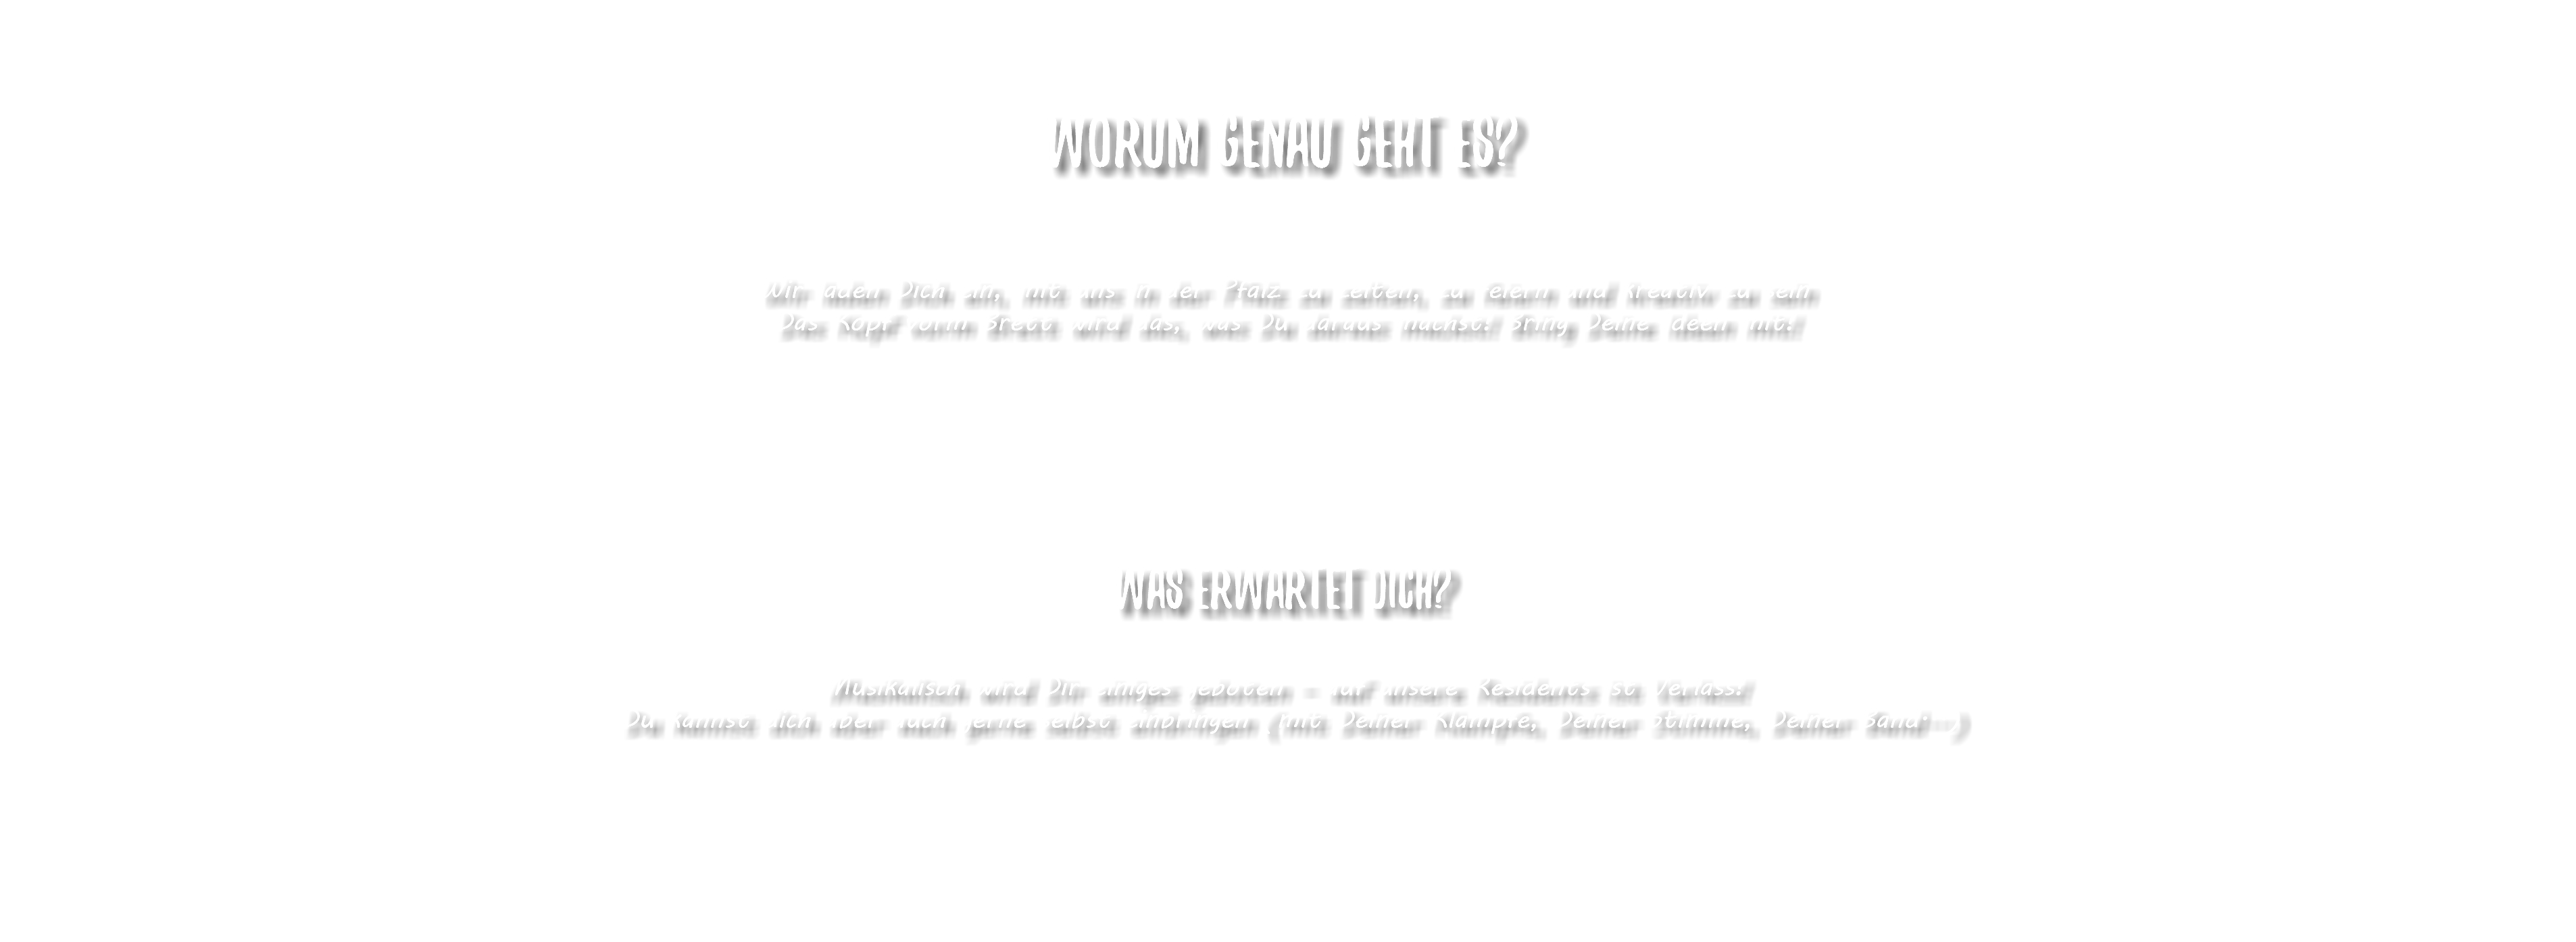 WORUM GENAU GEHT ES?
Wir laden Dich ein, mit uns in der Pfalz zu zelten, zu feiern und kreativ zu sein
Das Kopf vorm Brett wird das, was Du daraus machst! Bring Deine Ideen mit!
WAS ERWARTET DICH?
Musikalisch wird Dir einiges geboten - auf unsere Residents ist Verlass!
Du kannst dich aber auch gerne selbst einbringen (mit Deiner Klampfe, Deiner Stimme, Deiner Band...)